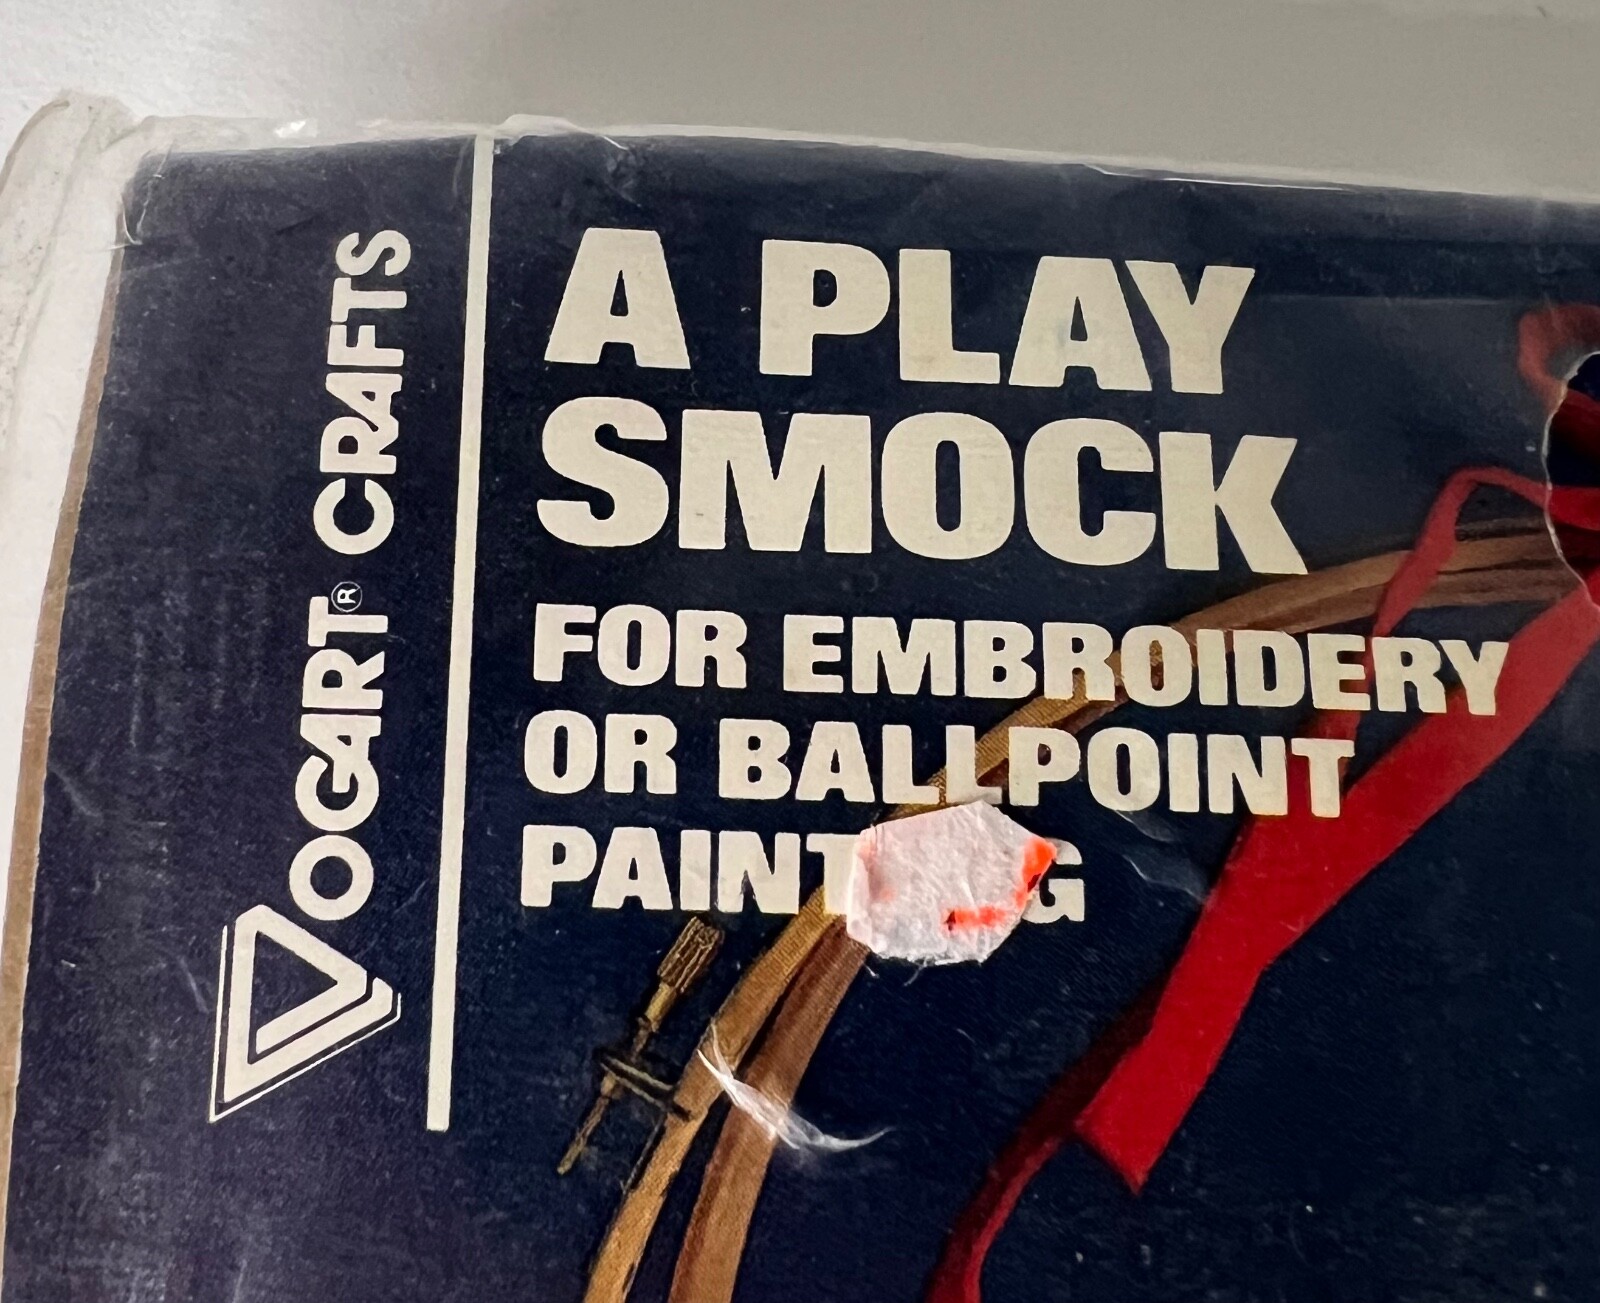 VOGART® CRAFTS
A PLAY
SMOCK
FOR EMBROIDERY
OR BALLPOINT